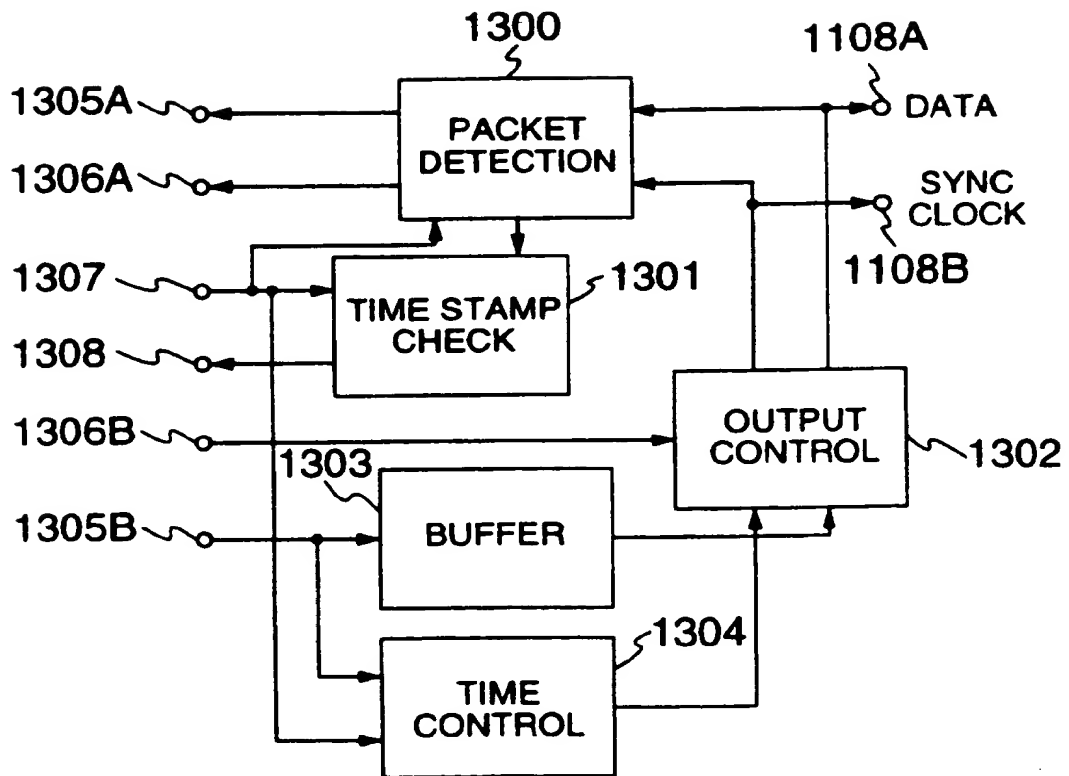 1300
1108A
1305A
DATA
PACKET
DETECTION
1306A
SYNC
CLOCK
1108B
1307
1301
TIME STAMP
CHECK
1308
1306B
OUTPUT
CONTROL
1302
1303
1305B
BUFFER
1304
TIME
CONTROL